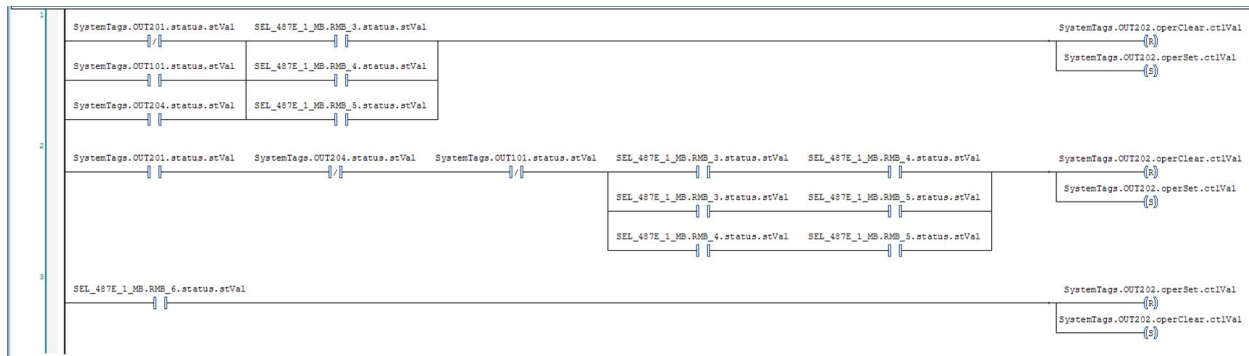 1
SystemTags.OUT201.status.stVal SEL_487E_1_MB.RMB_3.status.stVal SystemTags.OUT202.operClear.ctlVal
/ R
SystemTags.OUT101.status.stVal SEL_487E_1_MB.RMB_4.status.stVal SystemTags.OUT202.operSet.ctlVal
S
SystemTags.OUT204.status.stVal SEL_487E_1_MB.RMB_5.status.stVal
2
SystemTags.OUT201.status.stVal SystemTags.OUT204.status.stVal SystemTags.OUT101.status.stVal SEL_487E_1_MB.RMB_3.status.stVal SEL_487E_1_MB.RMB_4.status.stVal SystemTags.OUT202.operClear.ctlVal
/ / R
SEL_487E_1_MB.RMB_3.status.stVal SEL_487E_1_MB.RMB_5.status.stVal SystemTags.OUT202.operSet.ctlVal
S
SEL_487E_1_MB.RMB_4.status.stVal SEL_487E_1_MB.RMB_5.status.stVal
3
SEL_487E_1_MB.RMB_6.status.stVal SystemTags.OUT202.operSet.ctlVal
R
SystemTags.OUT202.operClear.ctlVal
S